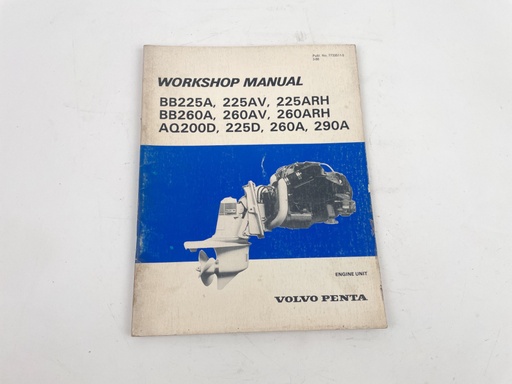 WORKSHOP MANUAL
BB225A, 225AV, 225ARH
BB260A, 260AV, 260ARH
AQ200D, 225D, 260A, 290A
ENGINE UNIT
VOLVO PENTA